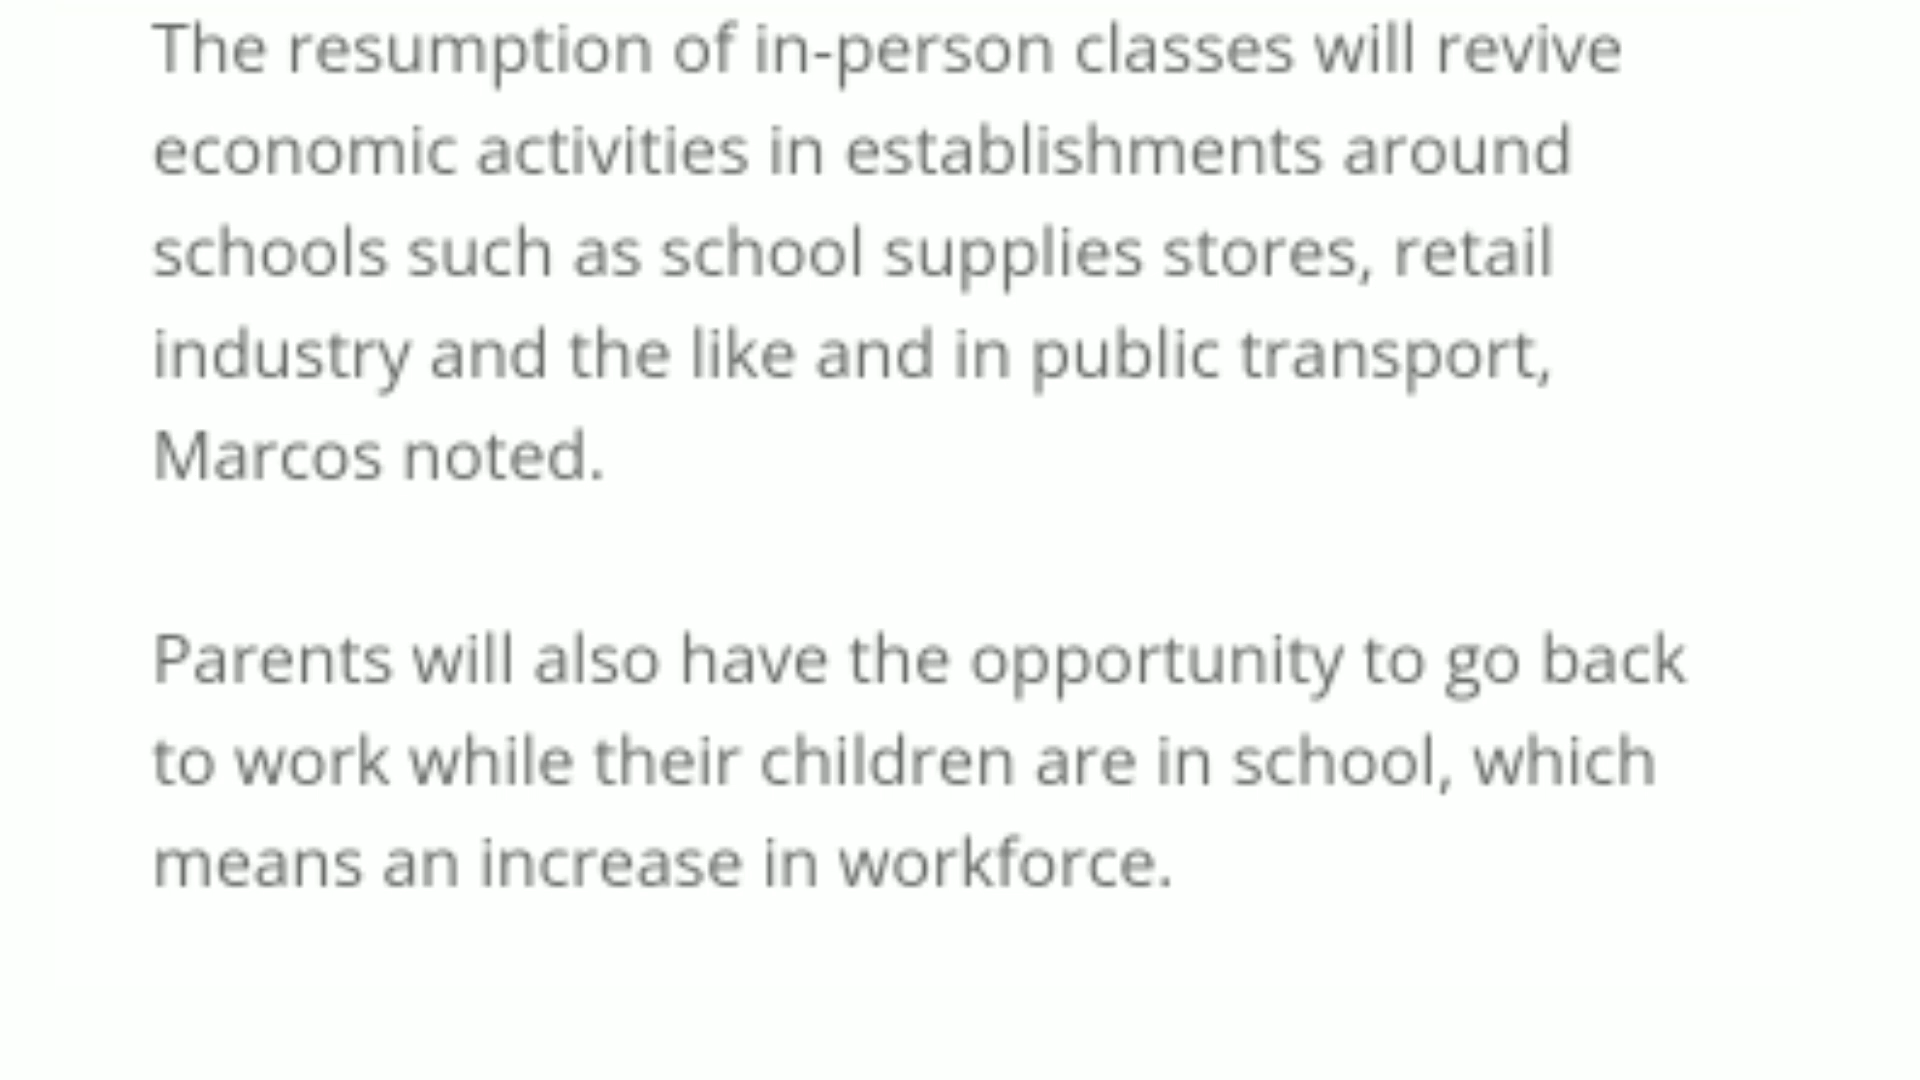 The resumption of in-person classes will revive
economic activities in establishments around
schools such as school supplies stores, retail
industry and the like and in public transport,
Marcos noted.
Parents will also have the opportunity to go back
to work while their children are in school, which
means an increase in workforce.